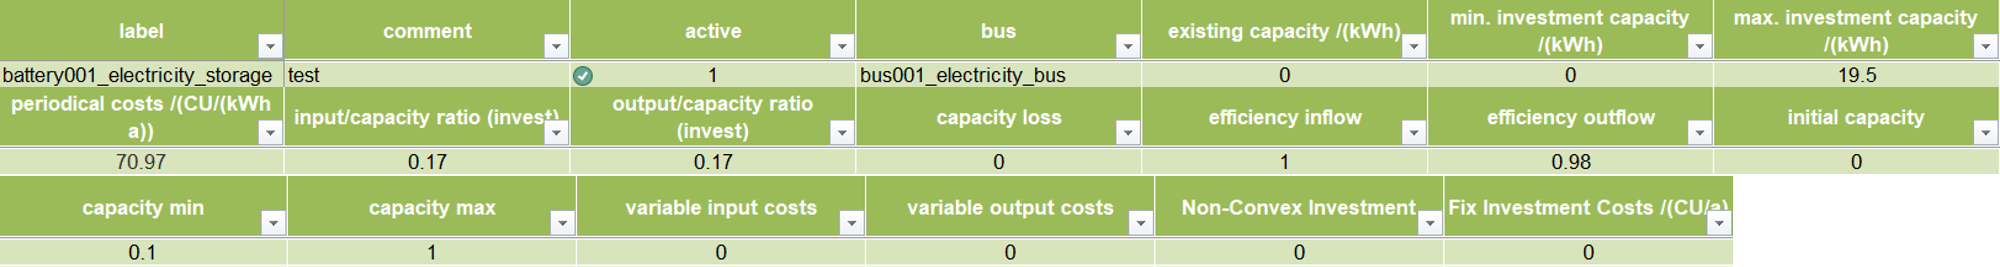 label comment active bus existing capacity /(kWh) min. investment capacity /(kWh) max. investment capacity /(kWh)
battery001_electricity_storage test 1 bus001_electricity_bus 0 0 19.5
periodical costs /(CU/(kWh a)) input/capacity ratio (invest) output/capacity ratio (invest) capacity loss efficiency inflow efficiency outflow initial capacity
70.97 0.17 0.17 0 1 0.98 0
capacity min capacity max variable input costs variable output costs Non-Convex Investment Fix Investment Costs /(CU/a)
0.1 1 0 0 0 0